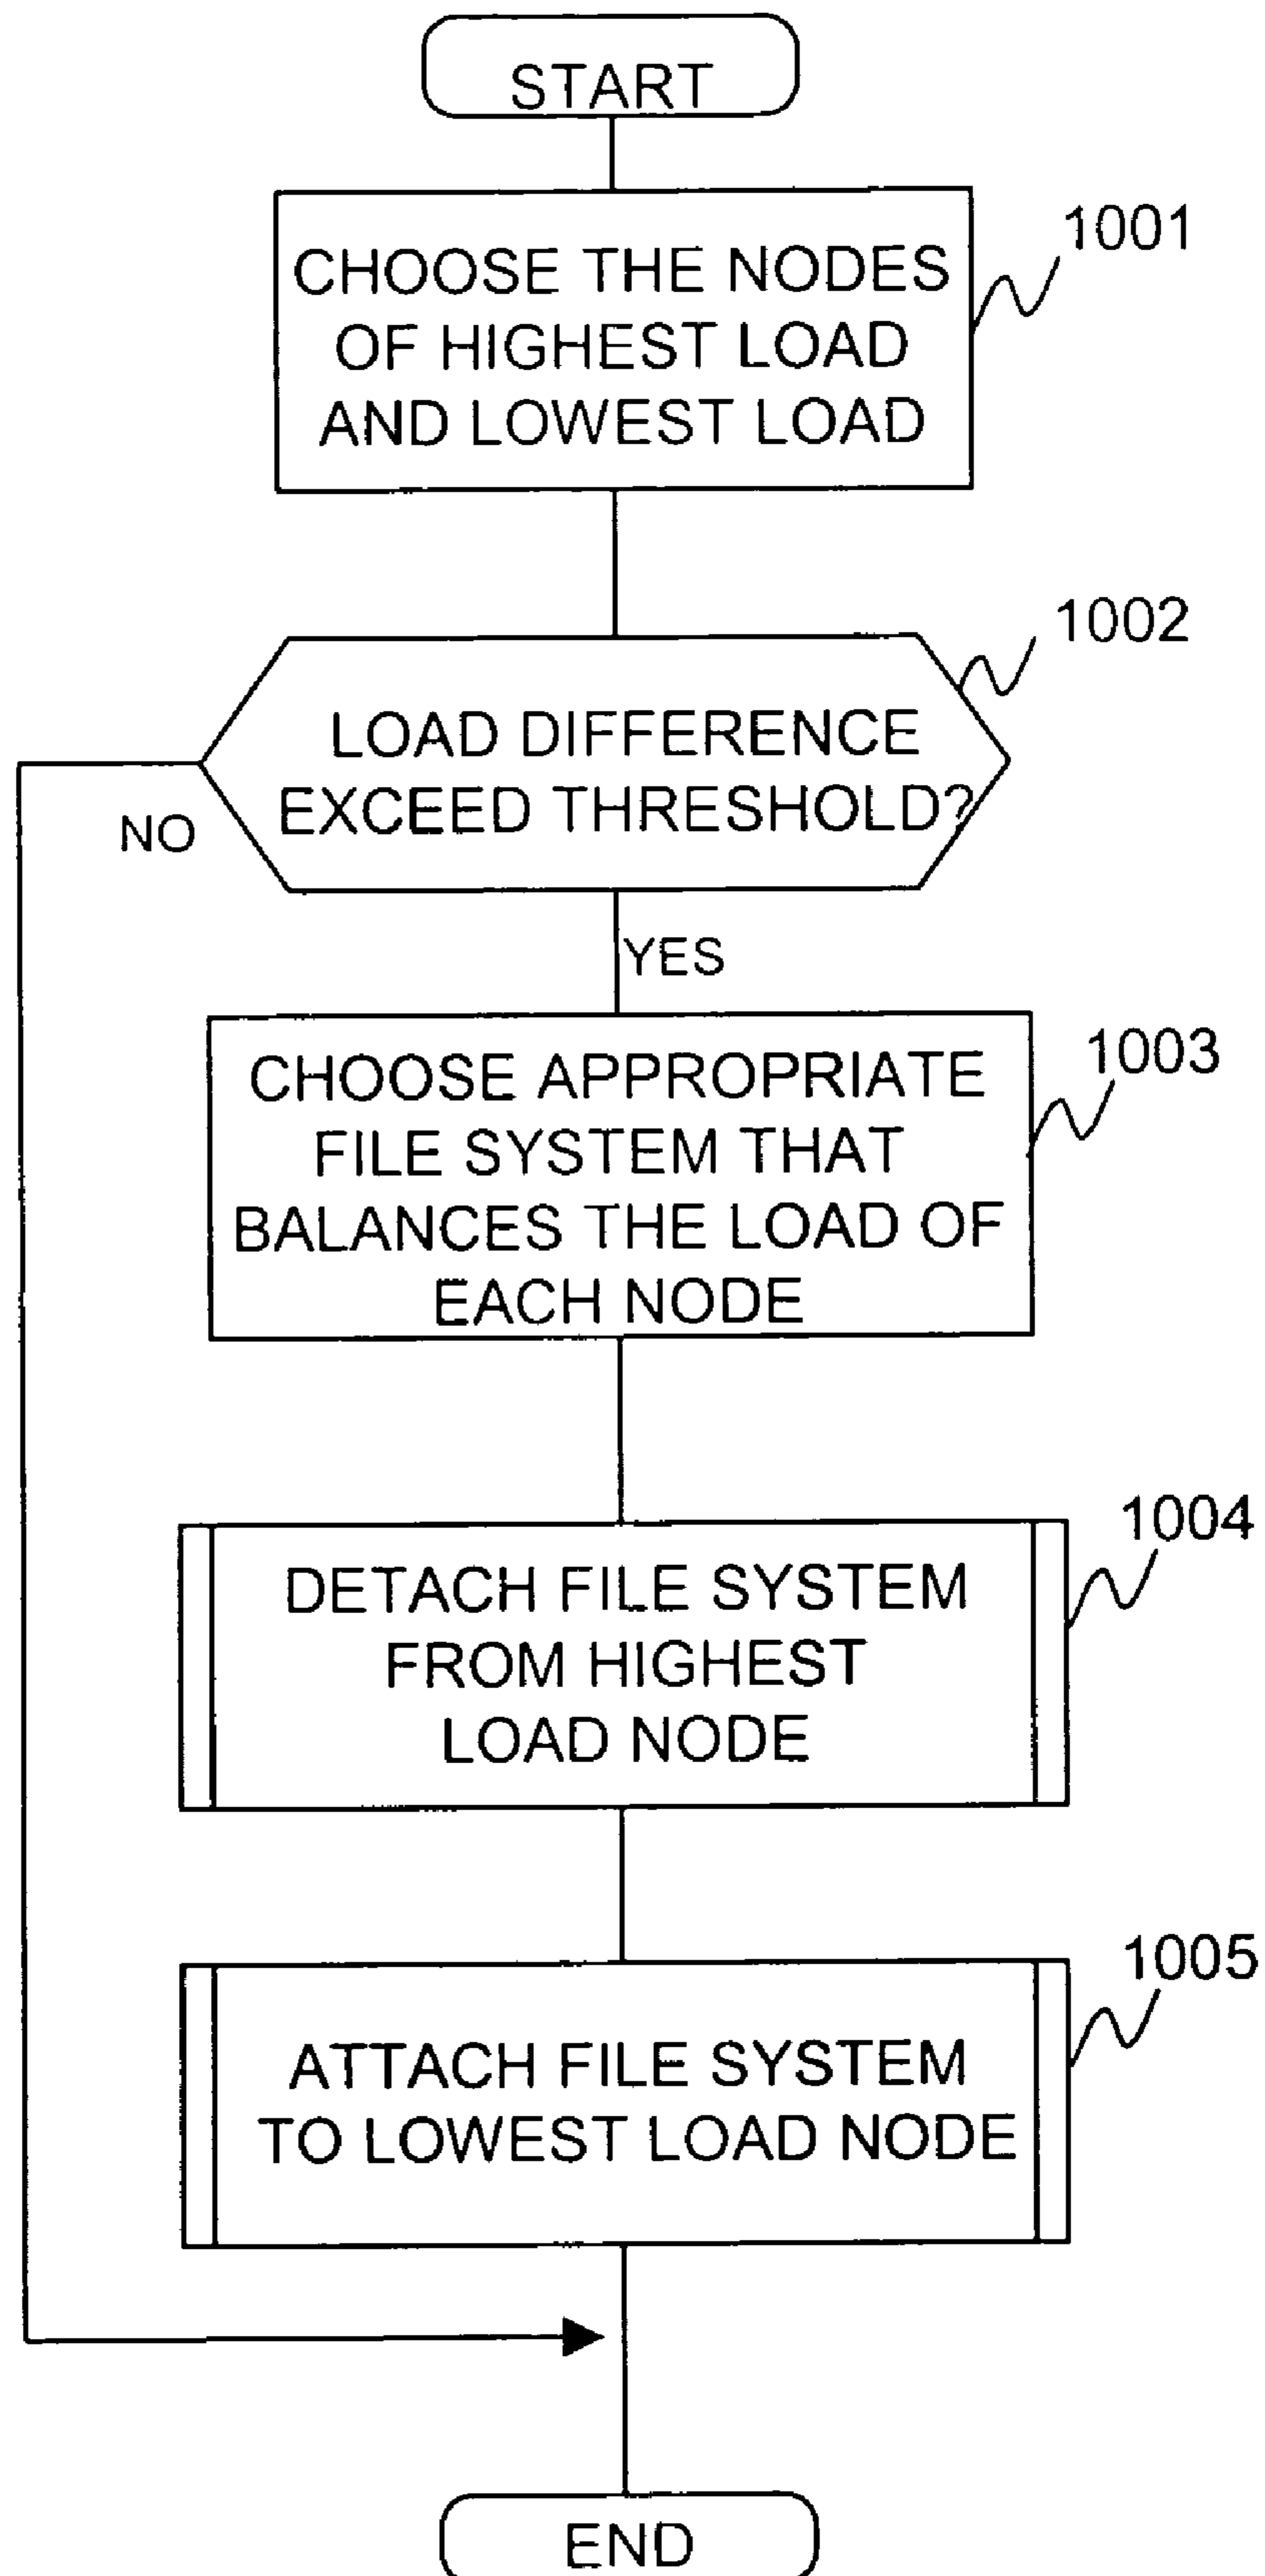 START
CHOOSE THE NODES
OF HIGHEST LOAD
AND LOWEST LOAD
1001
LOAD DIFFERENCE
EXCEED THRESHOLD?
1002
NO
YES
CHOOSE APPROPRIATE
FILE SYSTEM THAT
BALANCES THE LOAD OF
EACH NODE
1003
DETACH FILE SYSTEM
FROM HIGHEST
LOAD NODE
1004
ATTACH FILE SYSTEM
TO LOWEST LOAD NODE
1005
END